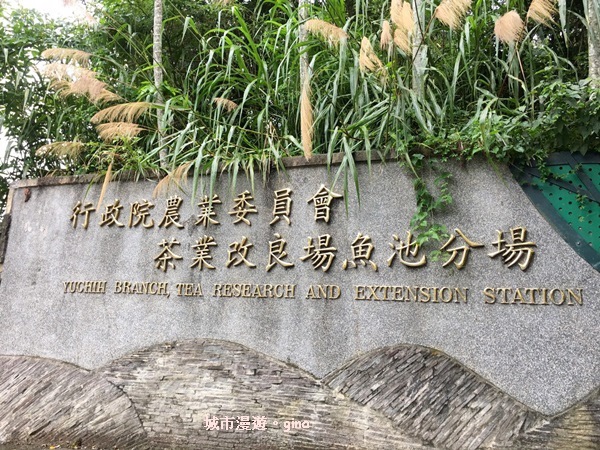 行政院農業委員會
茶業改良場魚池分場
YUCHIH BRANCH, TEA RESEARCH AND EXTENSION STATION
城市漫遊。gina